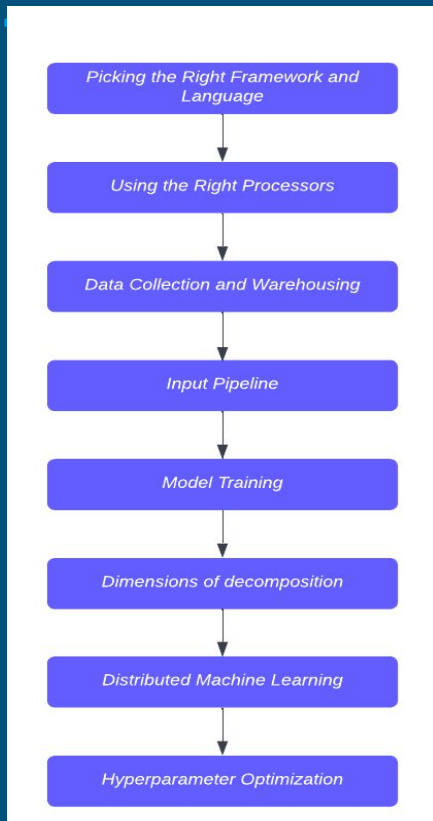 Picking the Right Framework and
Language
Using the Right Processors
Data Collection and Warehousing
Input Pipeline
Model Training
Dimensions of decomposition
Distributed Machine Learning
Hyperparameter Optimization